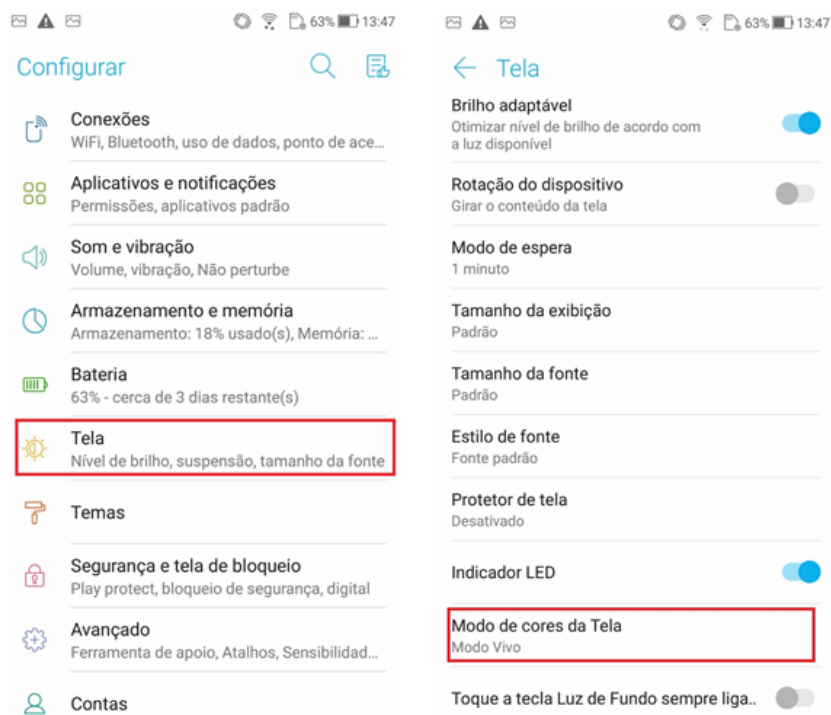 63% 13:47
Configurar
Conexões
WiFi, Bluetooth, uso de dados, ponto de ace...
Aplicativos e notificações
Permissões, aplicativos padrão
Som e vibração
Volume, vibração, Não perturbe
Armazenamento e memória
Armazenamento: 18% usado(s), Memória: ...
Bateria
63% - cerca de 3 dias restante(s)
Tela
Nível de brilho, suspensão, tamanho da fonte
Temas
Segurança e tela de bloqueio
Play protect, bloqueio de segurança, digital
Avançado
Ferramenta de apoio, Atalhos, Sensibilidad...
Contas
63% 13:47
Tela
Brilho adaptável
Otimizar nível de brilho de acordo com
a luz disponível
Rotação do dispositivo
Girar o conteúdo da tela
Modo de espera
1 minuto
Tamanho da exibição
Padrão
Tamanho da fonte
Padrão
Estilo de fonte
Fonte padrão
Protetor de tela
Desativado
Indicador LED
Modo de cores da Tela
Modo Vivo
Toque a tecla Luz de Fundo sempre liga..